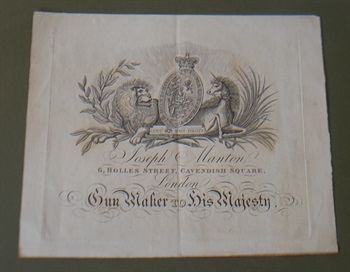 Joseph Manton
6, HOLLES STREET, CAVENDISH SQUARE,
London
Gun Maker TO His Majesty.